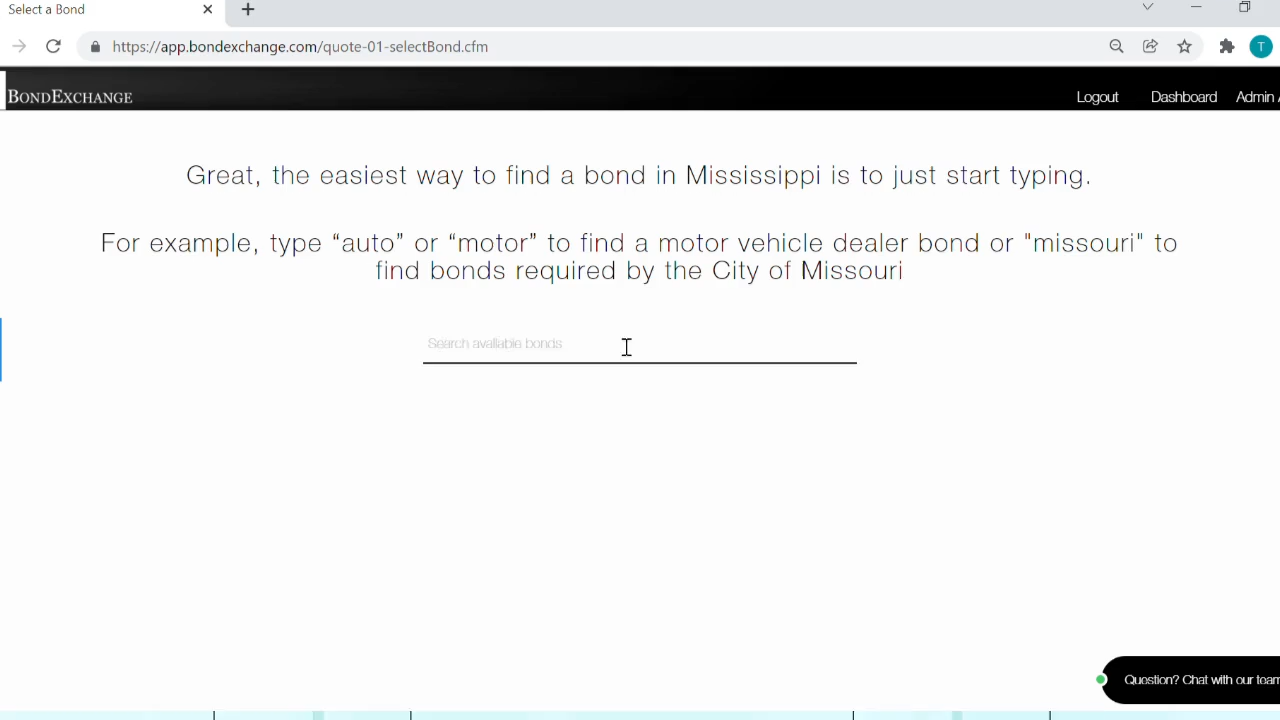 Select a Bond
https://app.bondexchange.com/quote-01-selectBond.cfm
T
BONDEXCHANGE
Logout Dashboard Admin
Great, the easiest way to find a bond in Mississippi is to just start typing.
For example, type “auto” or “motor” to find a motor vehicle dealer bond or "missouri" to
find bonds required by the City of Missouri
Search available bonds
Question? Chat with our team